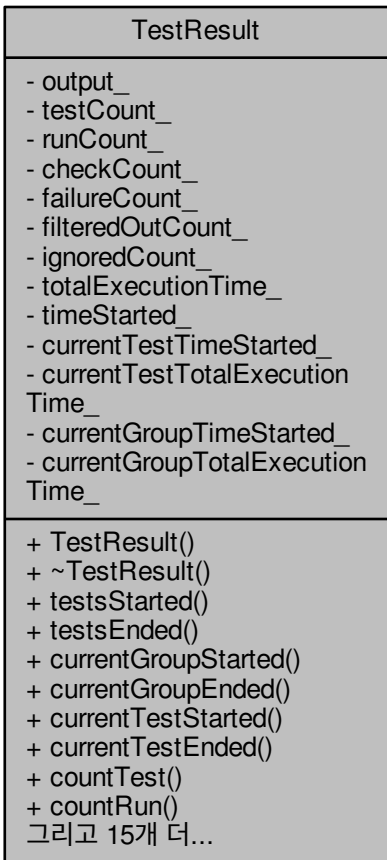 TestResult
- output_
- testCount_
- runCount_
- checkCount_
- failureCount_
- filteredOutCount_
- ignoredCount_
- totalExecutionTime_
- timeStarted_
- currentTestTimeStarted_
- currentTestTotalExecution
Time_
- currentGroupTimeStarted_
- currentGroupTotalExecution
Time_
+ TestResult()
+ ~TestResult()
+ testsStarted()
+ testsEnded()
+ currentGroupStarted()
+ currentGroupEnded()
+ currentTestStarted()
+ currentTestEnded()
+ countTest()
+ countRun()
그리고 15개 더...